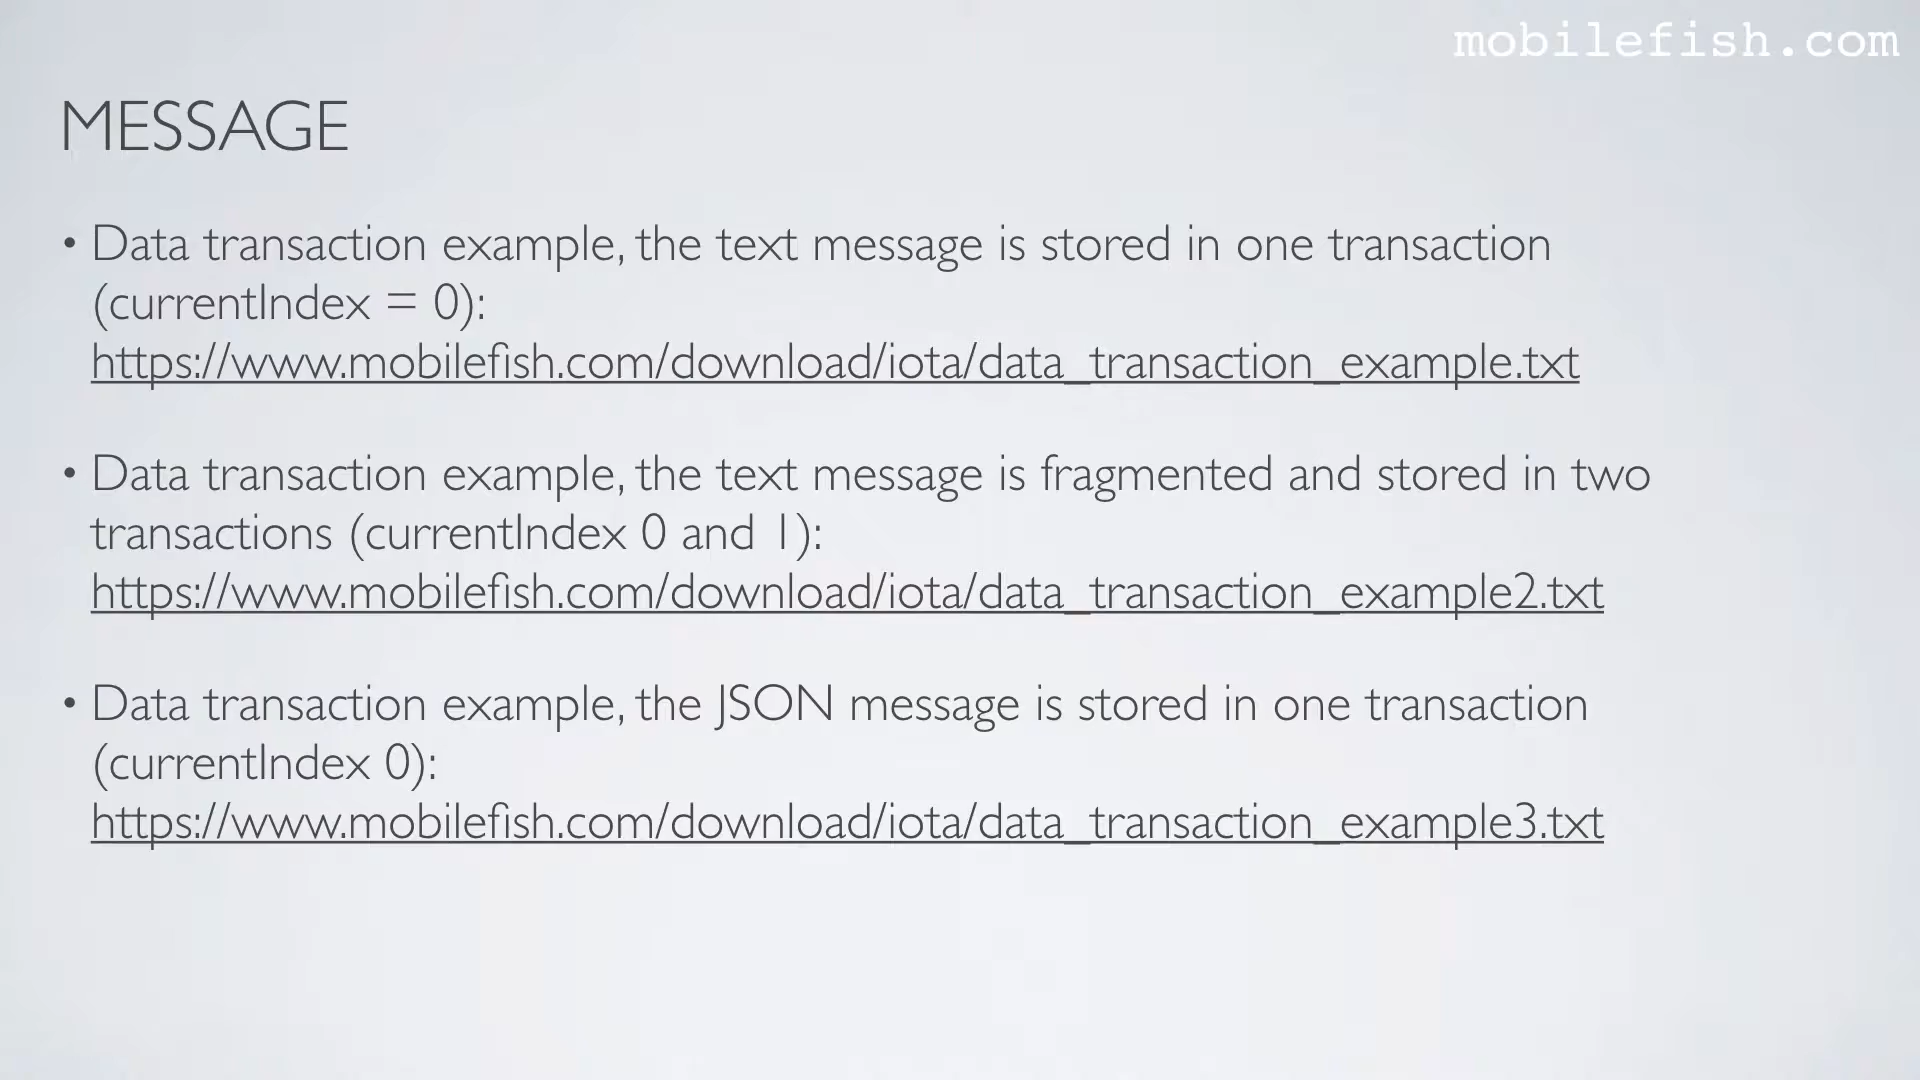 mobilefish.com
MESSAGE
• Data transaction example, the text message is stored in one transaction
(currentIndex = 0):
https://www.mobilefish.com/download/iota/data_transaction_example.txt
• Data transaction example, the text message is fragmented and stored in two
transactions (currentIndex 0 and 1):
https://www.mobilefish.com/download/iota/data_transaction_example2.txt
• Data transaction example, the JSON message is stored in one transaction
(currentIndex 0):
https://www.mobilefish.com/download/iota/data_transaction_example3.txt